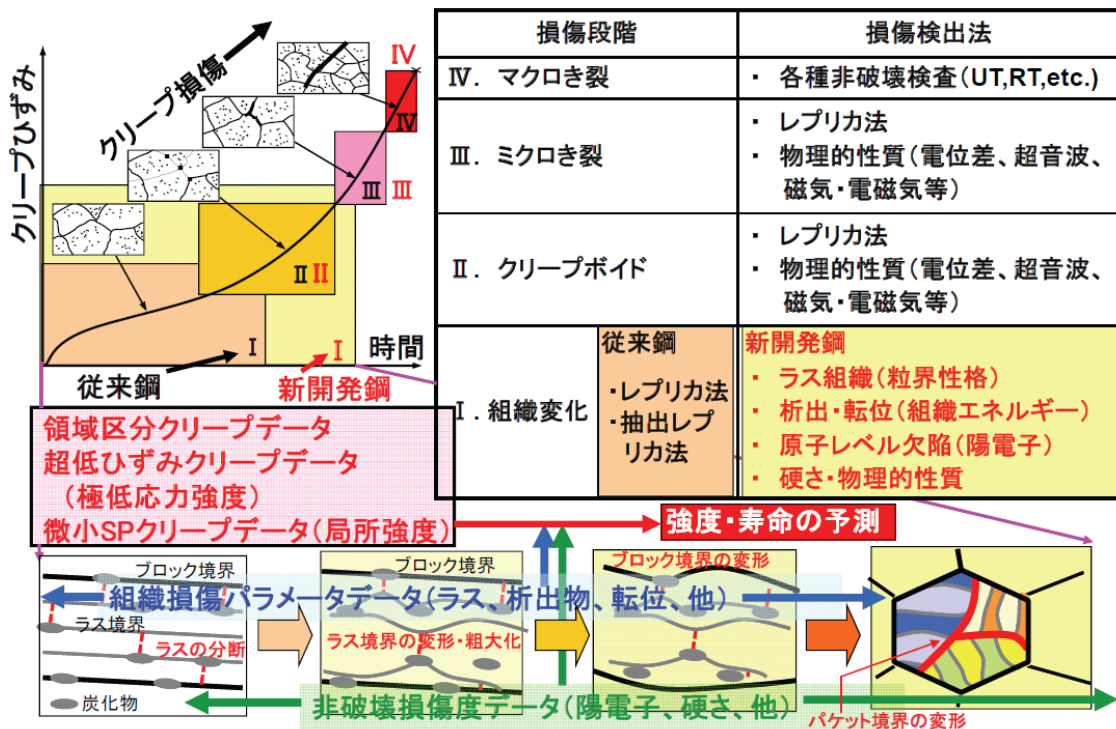 クリープひずみ
クリープ損傷
Ⅳ
Ⅳ
Ⅲ
Ⅲ
Ⅱ
Ⅱ
Ⅰ
Ⅰ
時間
従来鋼
新開発鋼
損傷段階
損傷検出法
Ⅳ. マクロき裂
・ 各種非破壊検査(UT,RT,etc.)
Ⅲ. ミクロき裂
・ レプリカ法
・ 物理的性質(電位差、超音波、
磁気・電磁気等)
Ⅱ. クリープボイド
・ レプリカ法
・ 物理的性質(電位差、超音波、
磁気・電磁気等)
Ⅰ. 組織変化
従来鋼
・レプリカ法
・抽出レプ
リカ法
新開発鋼
・ ラス組織(粒界性格)
・ 析出・転位(組織エネルギー)
・ 原子レベル欠陥(陽電子)
・ 硬さ・物理的性質
領域区分クリープデータ
超低ひずみクリープデータ
(極低応力強度)
微小SPクリープデータ(局所強度)
強度・寿命の予測
ブロック境界
ブロック境界
ブロック境界の変形
組織損傷パラメータデータ(ラス、析出物、転位、他)
ラス境界
ラスの分断
ラス境界の変形・粗大化
炭化物
非破壊損傷度データ(陽電子、硬さ、他)
パケット境界の変形